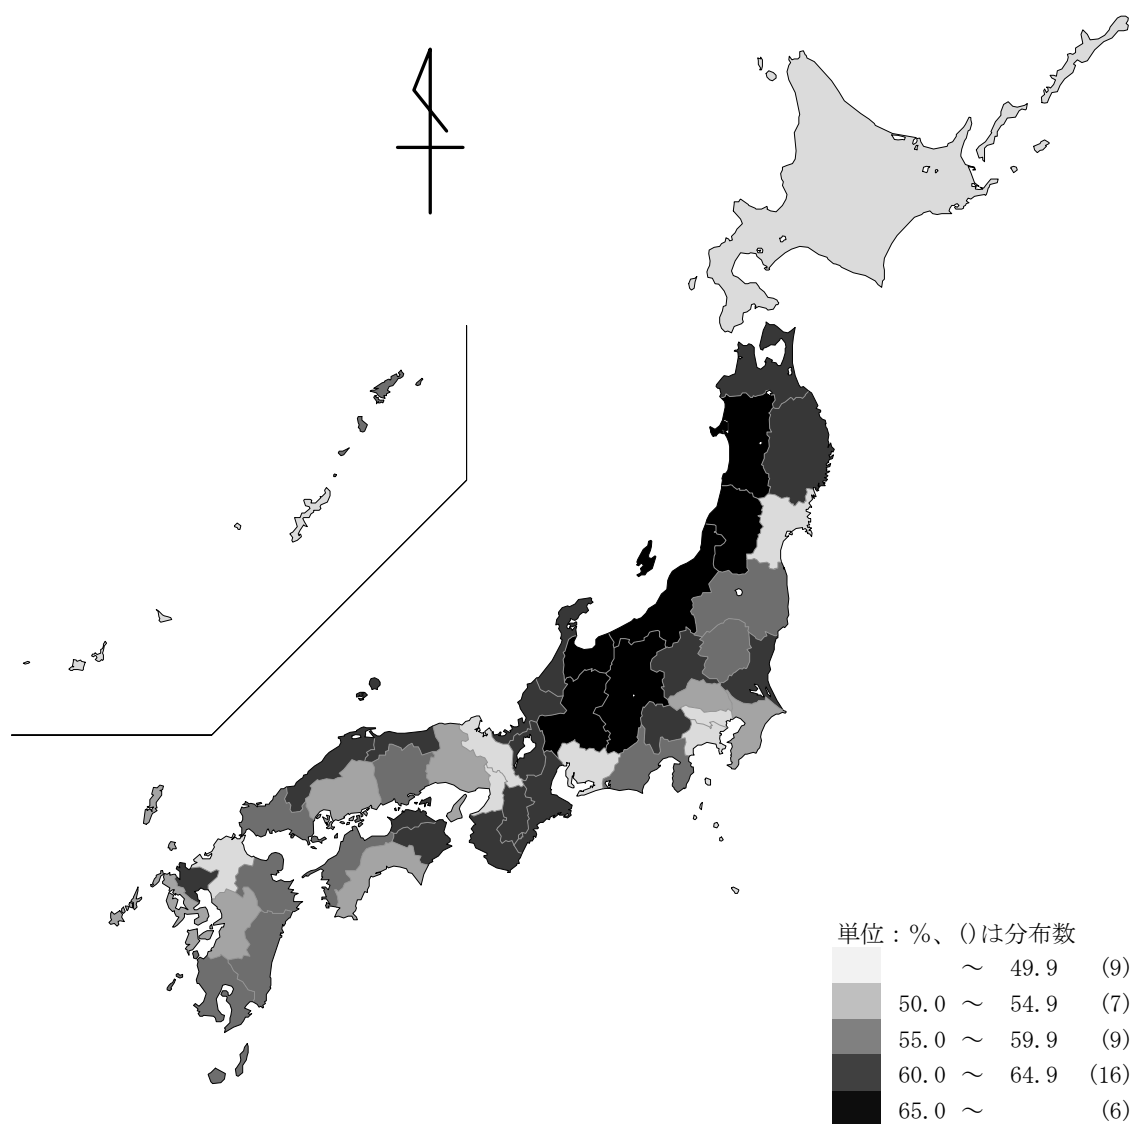 単位：％、()は分布数
～ 49.9 (9)
50.0 ～ 54.9 (7)
55.0 ～ 59.9 (9)
60.0 ～ 64.9 (16)
65.0 ～ (6)